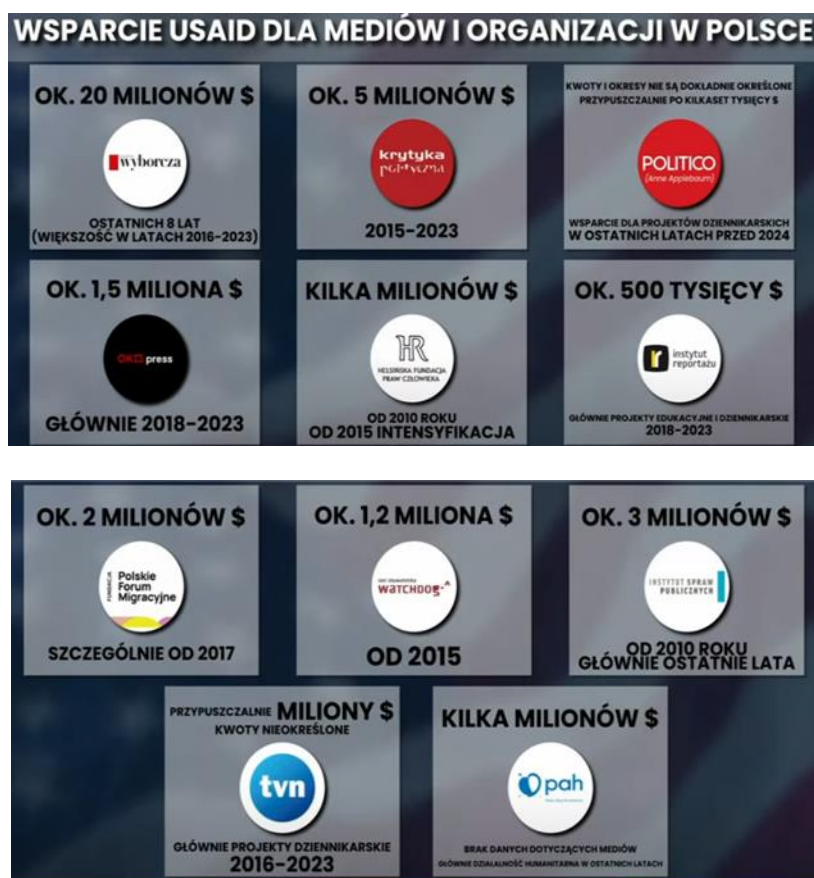 WSPARCIE USAID DLA MEDIÓW I ORGANIZACJI W POLSCE
OK. 20 MILIONÓW $
wyborcza
OSTATNICH 8 LAT
(WIĘKSZOŚĆ W LATACH 2016-2023)
OK. 5 MILIONÓW $
krytyka
polityczna
2015-2023
KWOTY I OKRESY NIE SĄ DOKŁADNIE OKREŚLONE
PRZYPUSZCZALNIE PO KILKASET TYSIĘCY $
POLITICO
(Anne Applebaum)
WSPARCIE DLA PROJEKTÓW DZIENNIKARSKICH
W OSTATNICH LATACH PRZED 2024
OK. 1,5 MILIONA $
OKO press
GŁÓWNIE 2018-2023
KILKA MILIONÓW $
HR
HELSIŃSKA FUNDACJA
PRAW CZŁOWIEKA
OD 2010 ROKU
OD 2015 INTENSYFIKACJA
OK. 500 TYSIĘCY $
r instytut
reportażu
GŁÓWNIE PROJEKTY EDUKACYJNE I DZIENNIKARSKIE
2018-2023
OK. 2 MILIONÓW $
FUNDACJA
Polskie
Forum
Migracyjne
SZCZEGÓLNIE OD 2017
OK. 1,2 MILIONA $
WATCHDOG
OD 2015
OK. 3 MILIONÓW $
INSTYTUT SPRAW
PUBLICZNYCH
OD 2010 ROKU
GŁÓWNIE OSTATNIE LATA
PRZYPUSZCZALNIE MILIONY $
KWOTY NIEOKREŚLONE
tvn
GŁÓWNIE PROJEKTY DZIENNIKARSKIE
2016-2023
KILKA MILIONÓW $
pah
BRAK DANYCH DOTYCZĄCYCH MEDIÓW
GŁÓWNIE DZIAŁALNOŚĆ HUMANITARNA W OSTATNICH LATACH